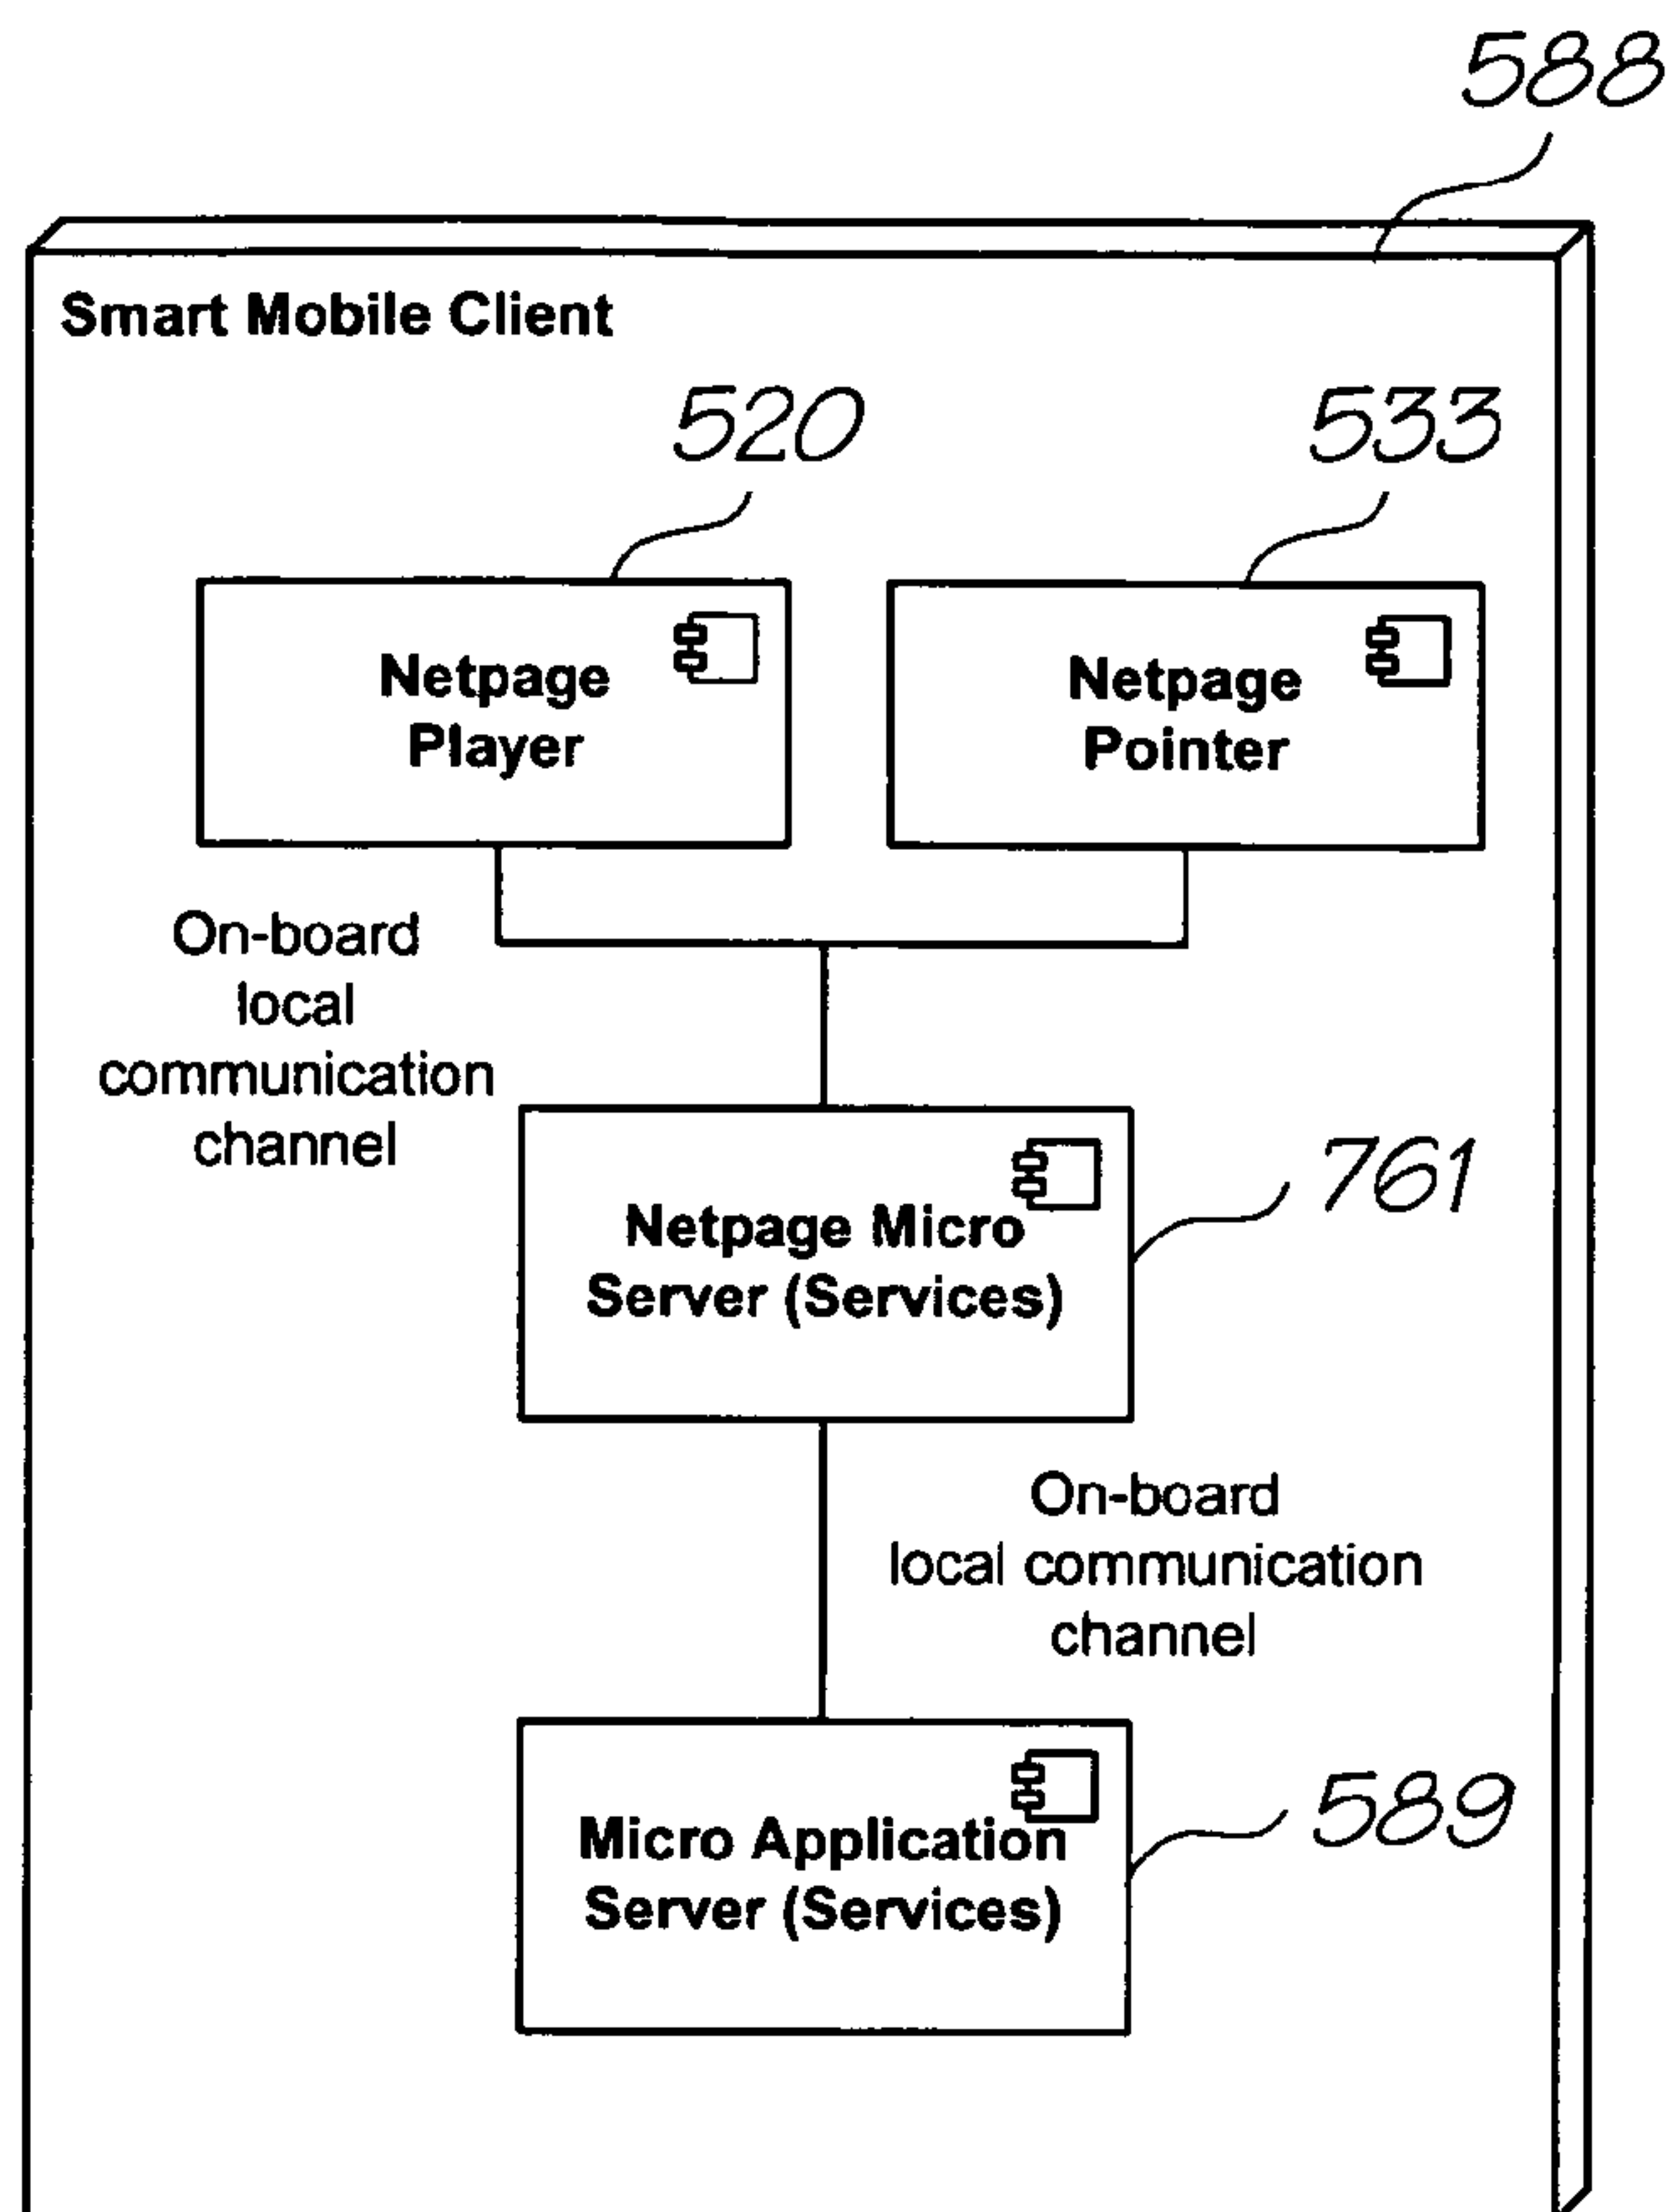 588
Smart Mobile Client
520
533
Netpage
Player
Netpage
Pointer
On-board
local
communication
channel
Netpage Micro
Server (Services)
761
On-board
local communication
channel
Micro Application
Server (Services)
589